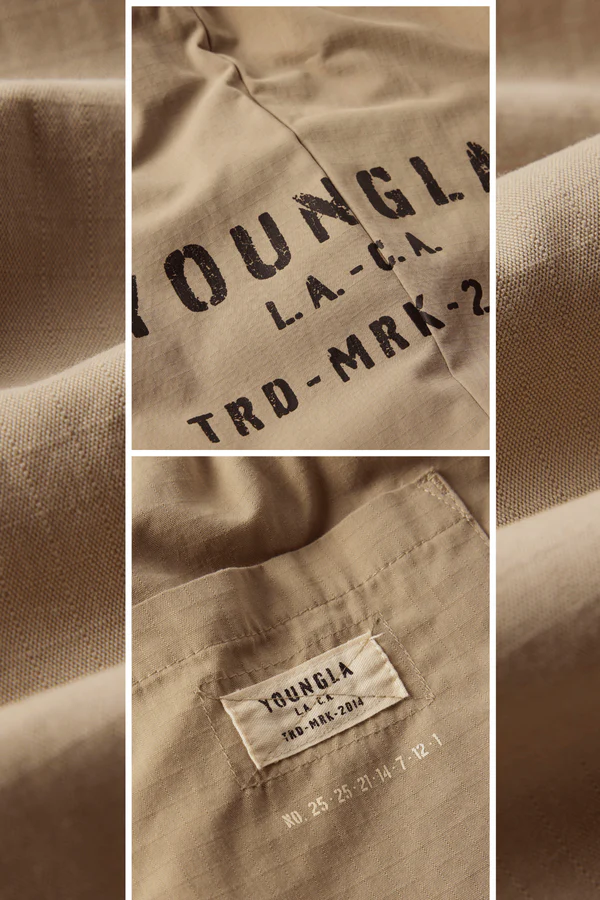 YOUNGLA
L.A.-C.A.
TRD-MRK-2
YOUNGLA
L.A.-C.A.
TRD-MRK-2014
NO. 25-25-21-14-7-12-1